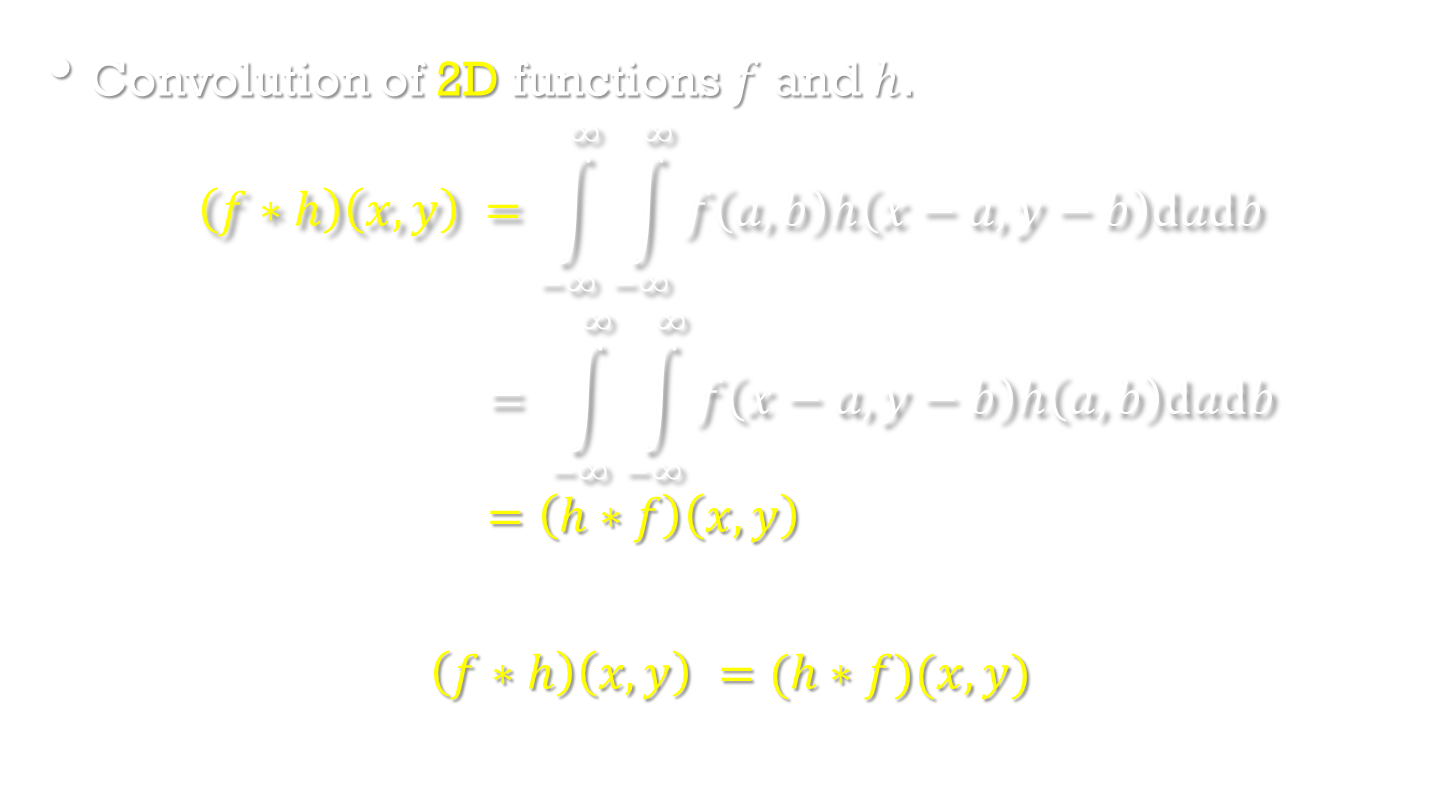 • Convolution of 2D functions f and h.
(f ∗ h)(x, y) = ∫_{−∞}^{∞} ∫_{−∞}^{∞} f(a, b)h(x − a, y − b)dadb
= ∫_{−∞}^{∞} ∫_{−∞}^{∞} f(x − a, y − b)h(a, b)dadb
= (h ∗ f)(x, y)
(f ∗ h)(x, y) = (h ∗ f)(x, y)